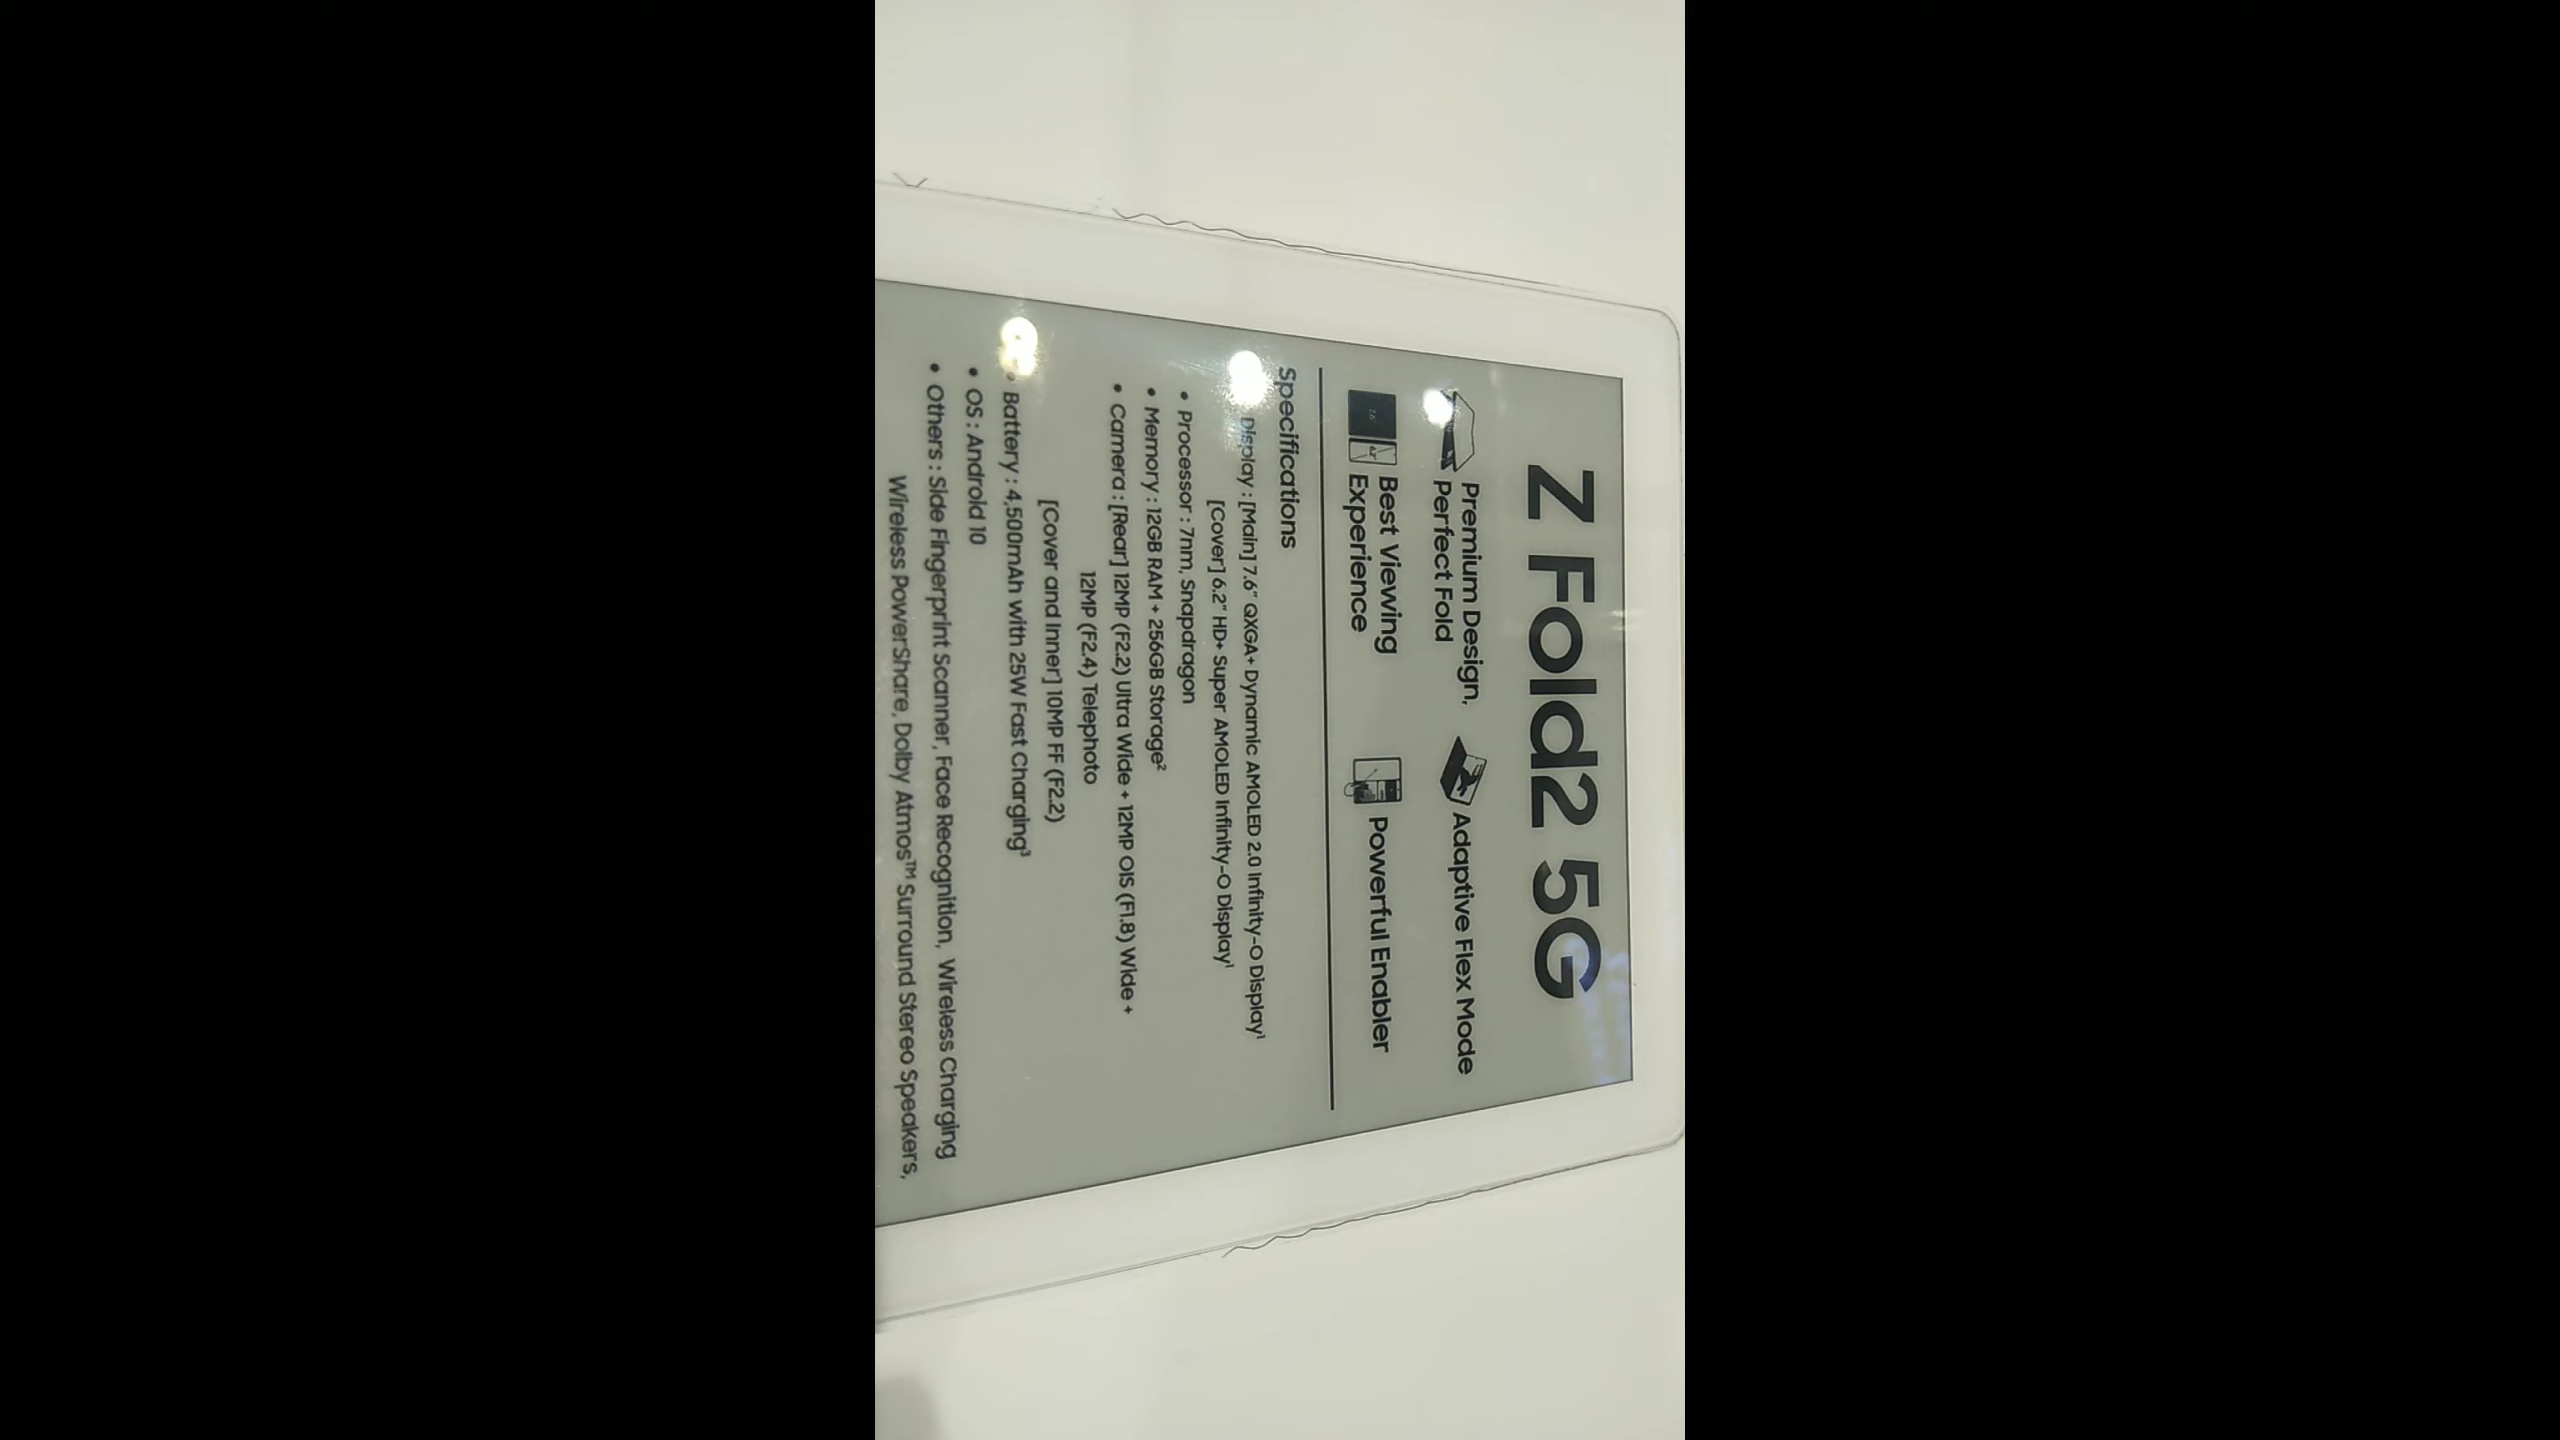 Z Fold2 5G
Premium Design,
Perfect Fold
Adaptive Flex Mode
Best Viewing
Experience
Powerful Enabler
Specifications
Display : [Main] 7.6" QXGA+ Dynamic AMOLED 2.0 Infinity-O Display¹
[Cover] 6.2" HD+ Super AMOLED Infinity-O Display¹
• Processor : 7nm, Snapdragon
• Memory : 12GB RAM + 256GB Storage²
• Camera : [Rear] 12MP (F2.2) Ultra Wide + 12MP OIS (F1.8) Wide +
12MP (F2.4) Telephoto
[Cover and Inner] 10MP FF (F2.2)
• Battery : 4,500mAh with 25W Fast Charging³
• OS : Android 10
• Others : Side Fingerprint Scanner, Face Recognition, Wireless Charging
Wireless PowerShare, Dolby Atmos™ Surround Stereo Speakers,